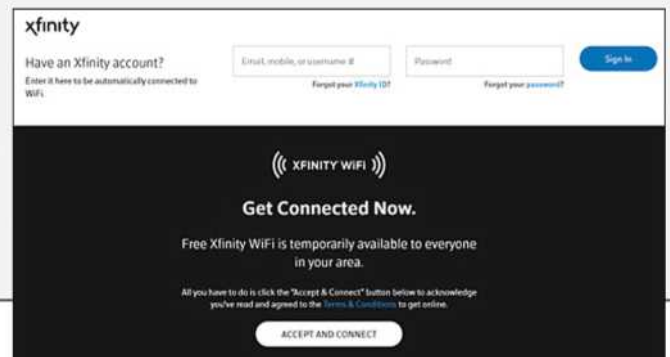 xfinity
Have an Xfinity account?
Enter it here to be automatically connected to
WiFi.
Email, mobile, or username #
Password
Sign In
Forgot your Xfinity ID?
Forgot your password?
XFINITY WiFi
Get Connected Now.
Free Xfinity WiFi is temporarily available to everyone
in your area.
All you have to do is click the "Accept & Connect" button below to acknowledge
you've read and agreed to the Terms & Conditions to get online.
ACCEPT AND CONNECT